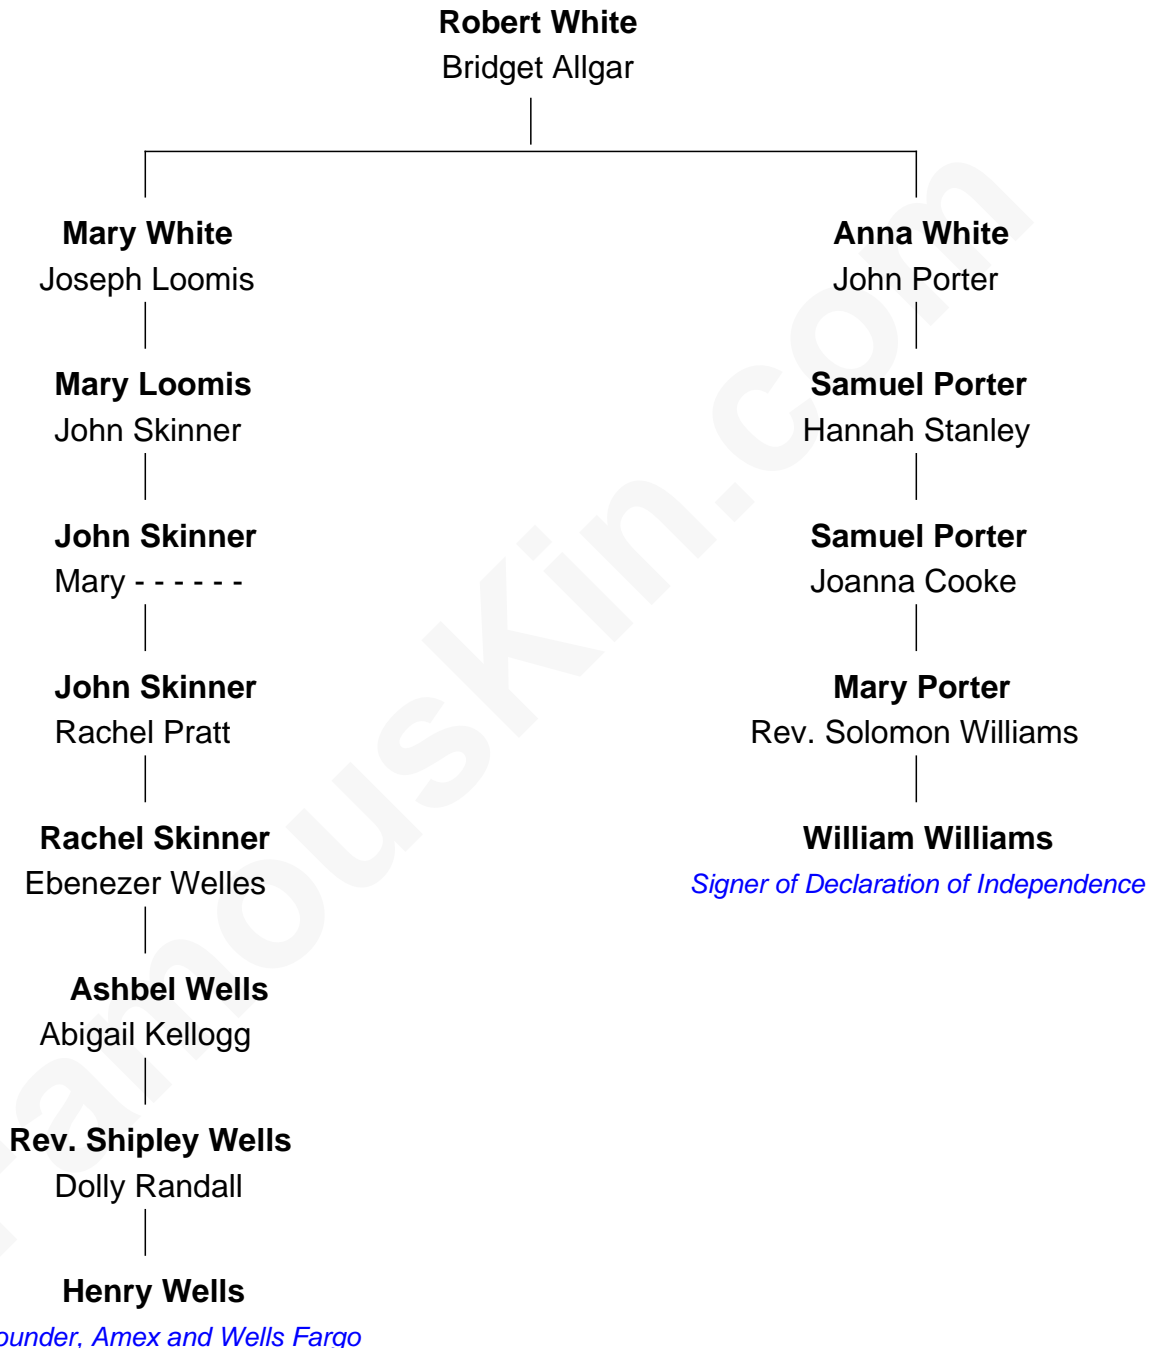 Robert White
Bridget Allgar
Mary White
Joseph Loomis
Anna White
John Porter
Mary Loomis
John Skinner
Samuel Porter
Hannah Stanley
John Skinner
Mary - - - - - -
Samuel Porter
Joanna Cooke
John Skinner
Rachel Pratt
Mary Porter
Rev. Solomon Williams
Rachel Skinner
Ebenezer Welles
William Williams
Signer of Declaration of Independence
Ashbel Wells
Abigail Kellogg
Rev. Shipley Wells
Dolly Randall
Henry Wells
ounder, Amex and Wells Fargo
FamousKin.com